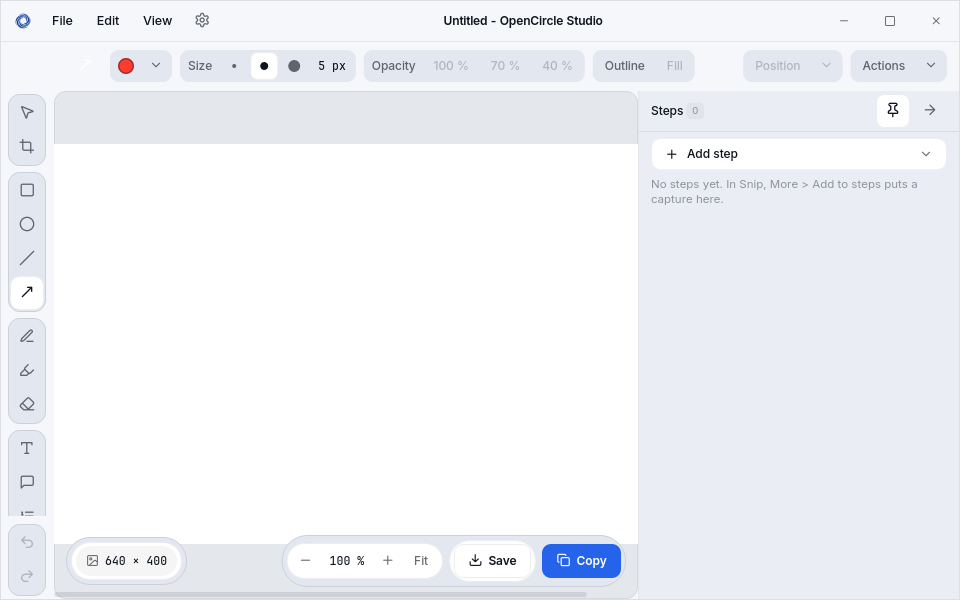 File Edit View Untitled - OpenCircle Studio
Size 5 px Opacity 100 % 70 % 40 % Outline Fill Position Actions
Steps 0
Add step
No steps yet. In Snip, More > Add to steps puts a
capture here.
640 × 400 100 % Fit Save Copy